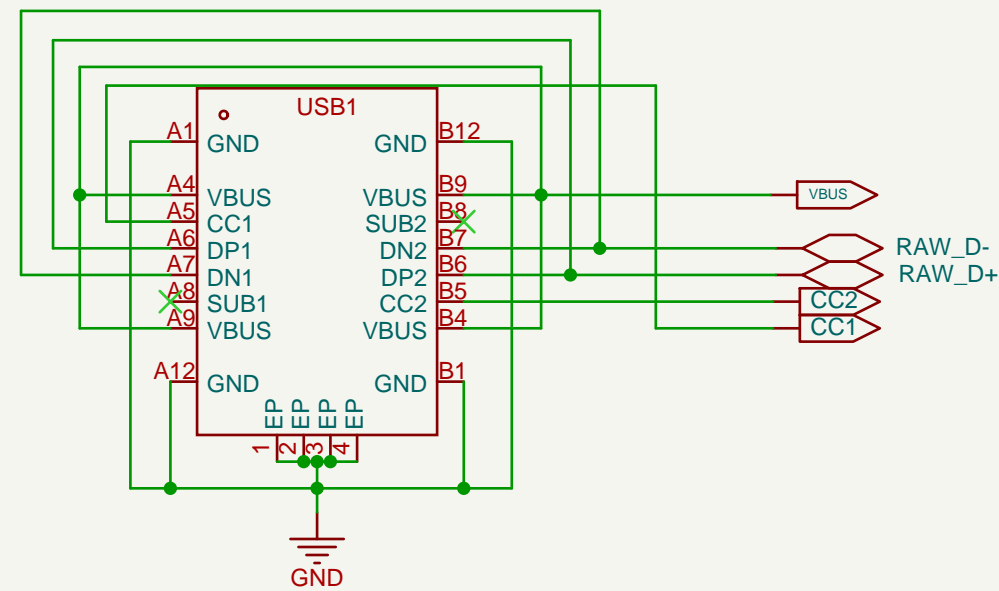 USB1
A1 GND GND B12
A4 VBUS VBUS B9 VBUS
A5 CC1 SUB2 B8
A6 DP1 DN2 B7 RAW_D-
A7 DN1 DP2 B6 RAW_D+
A8 SUB1 CC2 B5 CC2
A9 VBUS VBUS B4 CC1
A12 GND GND B1
EP EP EP EP
1 2 3 4
GND